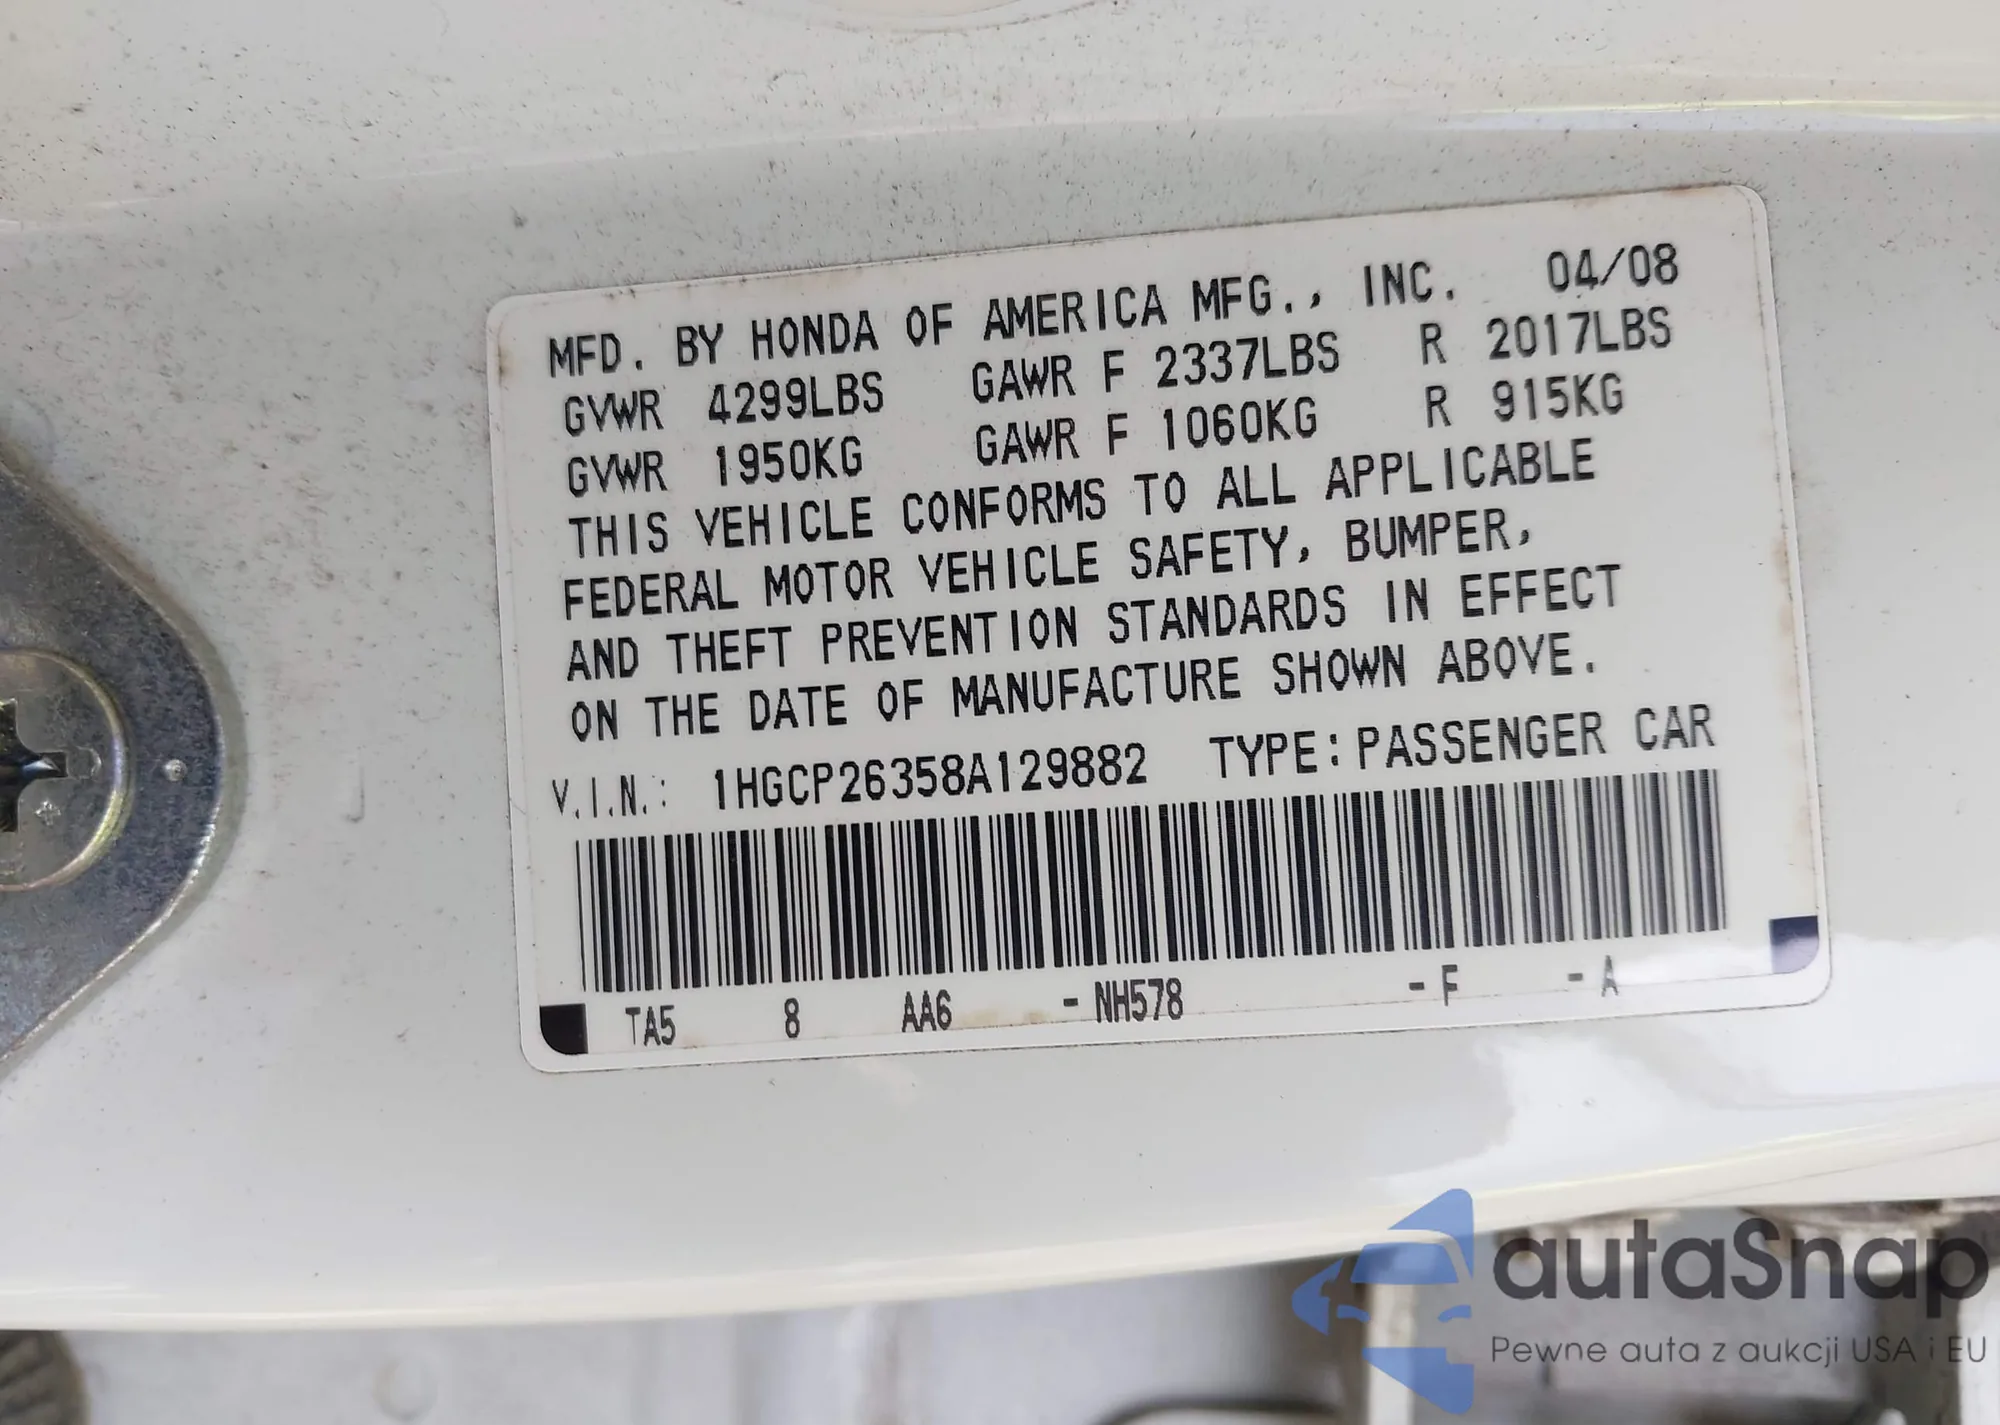 MFD. BY HONDA OF AMERICA MFG., INC. 04/08
GVWR 4299LBS GAWR F 2337LBS R 2017LBS
GVWR 1950KG GAWR F 1060KG R 915KG
THIS VEHICLE CONFORMS TO ALL APPLICABLE
FEDERAL MOTOR VEHICLE SAFETY, BUMPER,
AND THEFT PREVENTION STANDARDS IN EFFECT
ON THE DATE OF MANUFACTURE SHOWN ABOVE.
V.I.N.: 1HGCP26358A129882 TYPE:PASSENGER CAR
TA5 8 AA6 -NH578 -F -A
autaSnap
Pewne auta z aukcji USA i EU